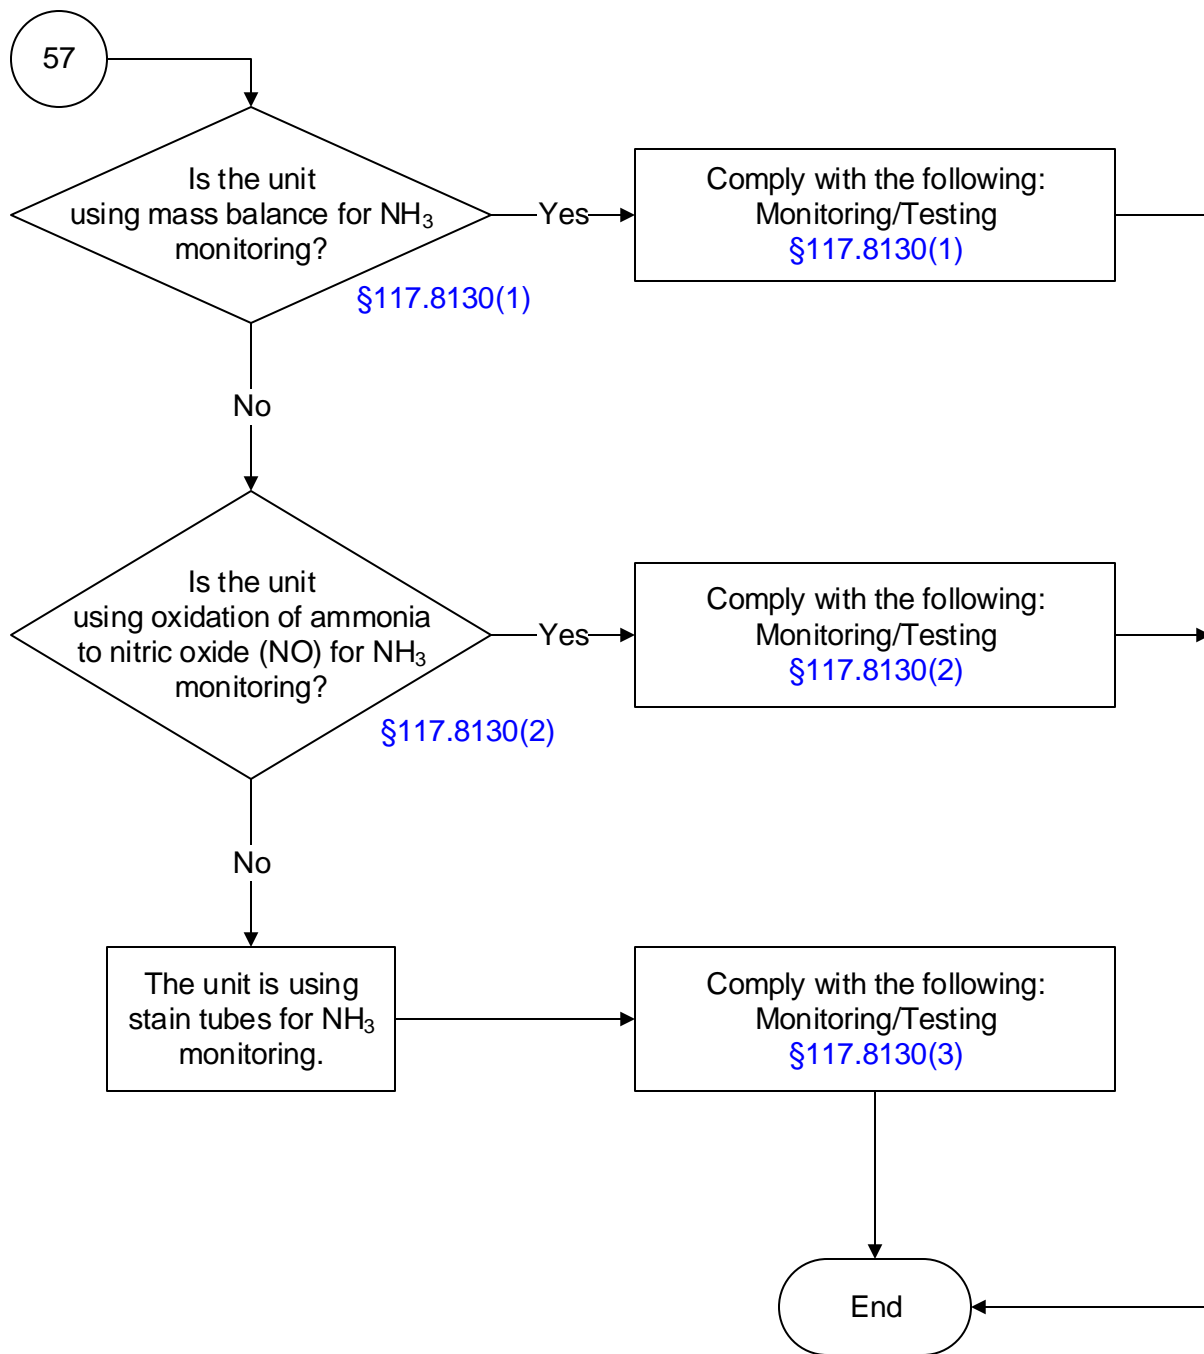 57
Is the unit
using mass balance for NH₃
monitoring?
§117.8130(1)
Yes
Comply with the following:
Monitoring/Testing
§117.8130(1)
No
Is the unit
using oxidation of ammonia
to nitric oxide (NO) for NH₃
monitoring?
§117.8130(2)
Yes
Comply with the following:
Monitoring/Testing
§117.8130(2)
No
The unit is using
stain tubes for NH₃
monitoring.
Comply with the following:
Monitoring/Testing
§117.8130(3)
End